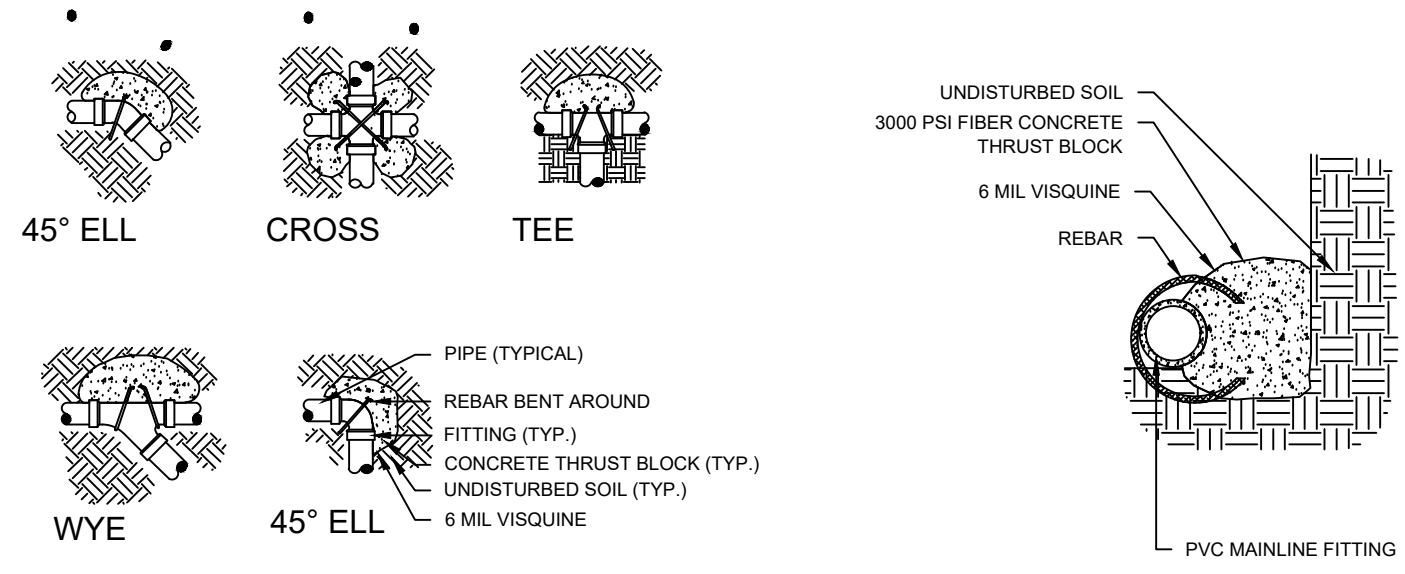 45° ELL
CROSS
TEE
UNDISTURBED SOIL
3000 PSI FIBER CONCRETE
THRUST BLOCK
6 MIL VISQUINE
REBAR
WYE
45° ELL
PIPE (TYPICAL)
REBAR BENT AROUND
FITTING (TYP.)
CONCRETE THRUST BLOCK (TYP.)
UNDISTURBED SOIL (TYP.)
6 MIL VISQUINE
PVC MAINLINE FITTING